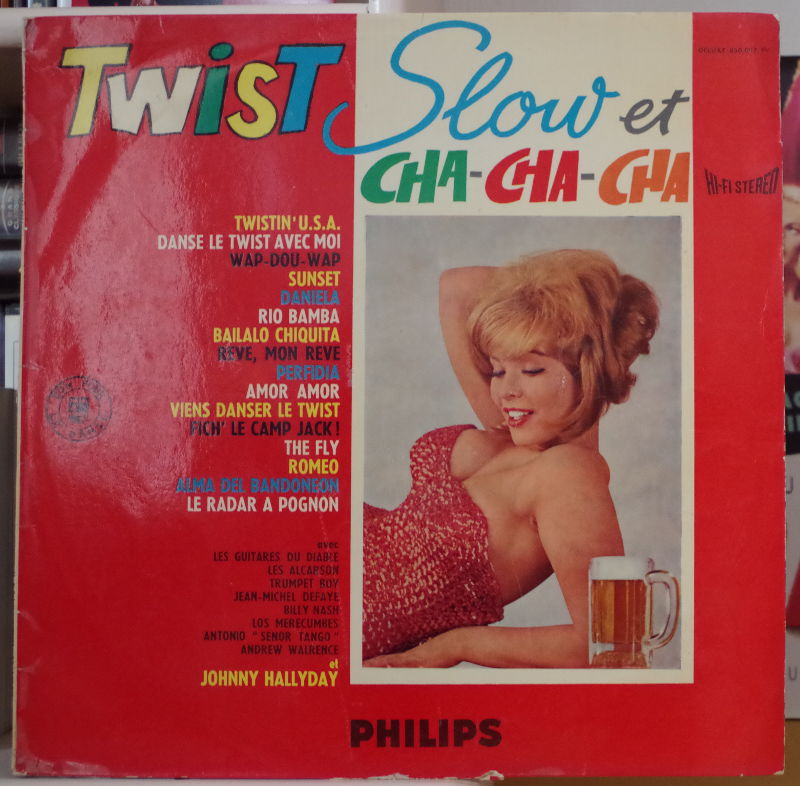 TWiST Slow et
CHA-CHA-CHA
HI-FI STEREO
TWISTIN' U.S.A.
DANSE LE TWIST AVEC MOI
WAP-DOU-WAP
SUNSET
DANIELA
RIO BAMBA
BAILALO CHIQUITA
REVE, MON REVE
PERFIDIA
AMOR AMOR
VIENS DANSER LE TWIST
FICH' LE CAMP JACK!
THE FLY
ROMEO
ALMA DEL BANDONEON
LE RADAR A POGNON
avec
LES GUITARES DU DIABLE
LES ALCARSON
TRUMPET BOY
JEAN-MICHEL DEFAYE
BILLY NASH
LOS MERECUMBES
ANTONIO "SENOR TANGO"
ANDREW WALRENCE
et
JOHNNY HALLYDAY
PHILIPS